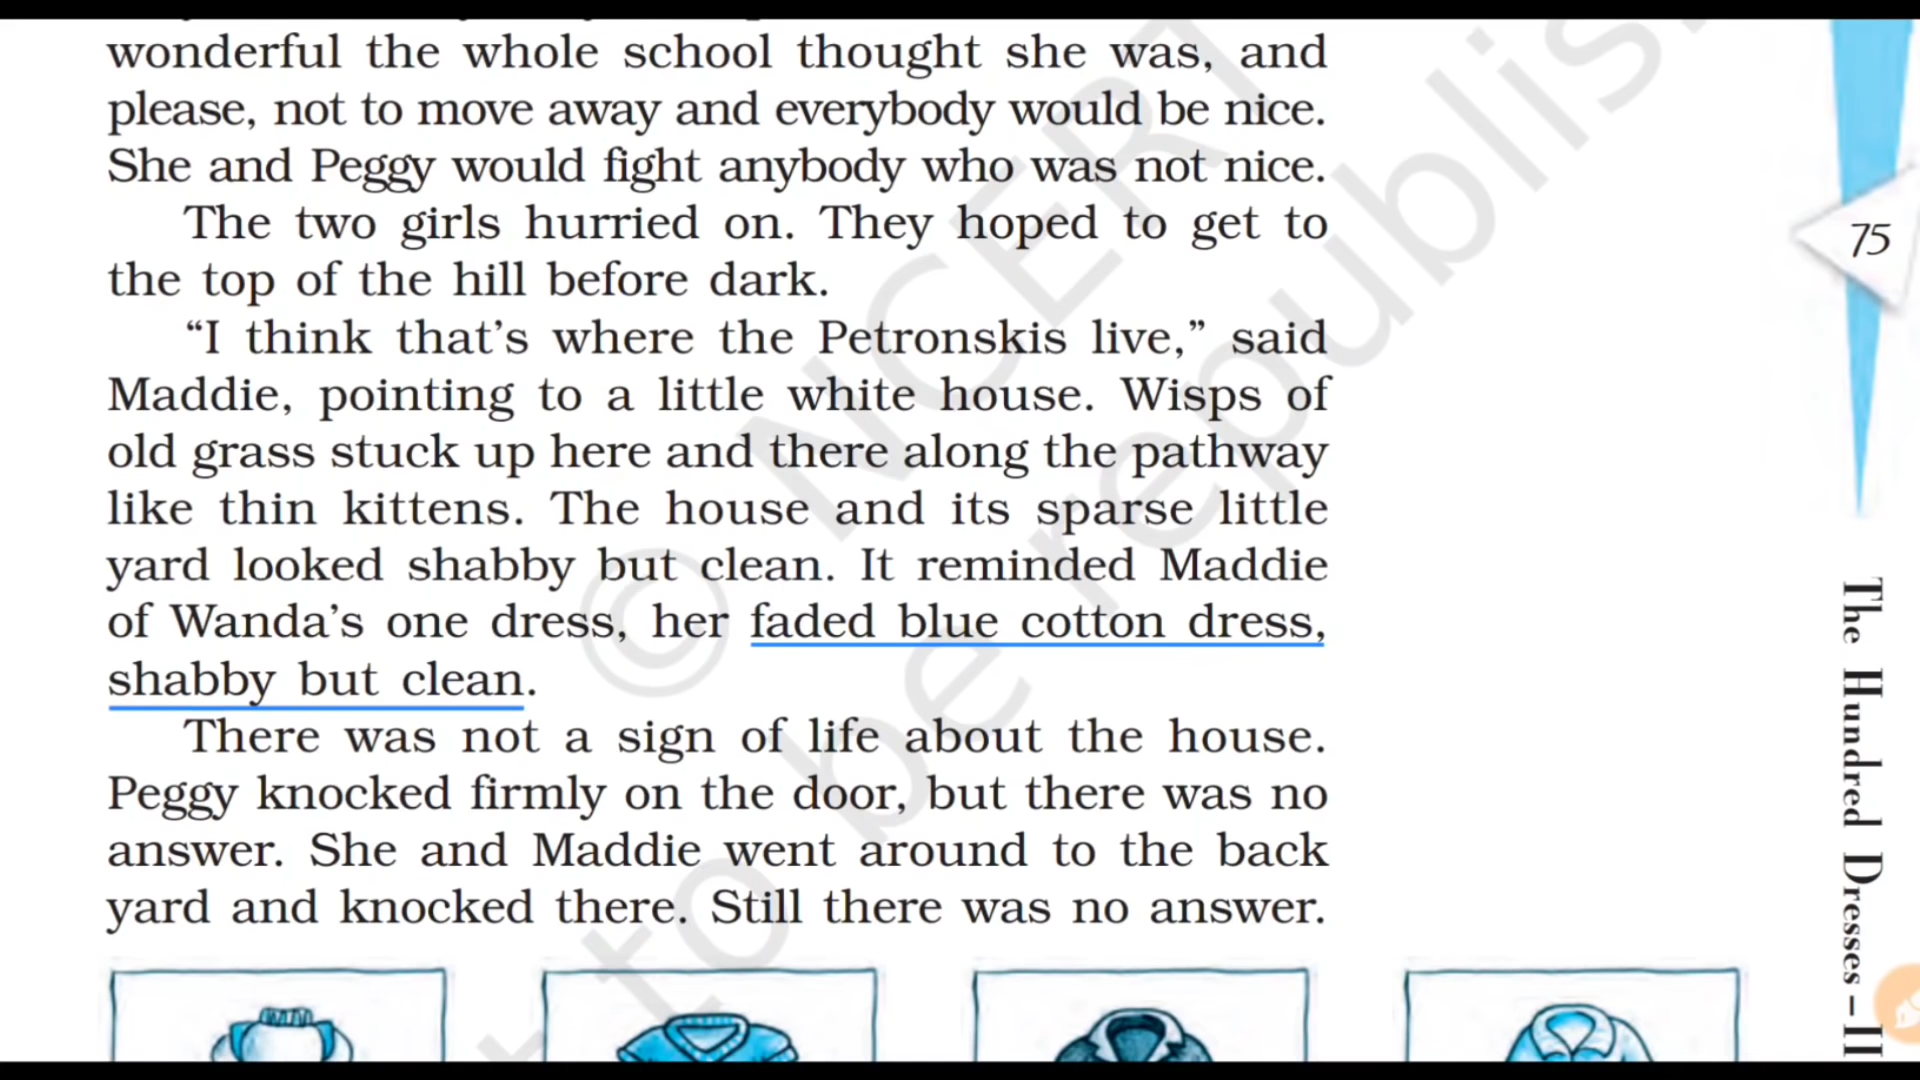 wonderful the whole school thought she was, and
please, not to move away and everybody would be nice.
She and Peggy would fight anybody who was not nice.
The two girls hurried on. They hoped to get to
the top of the hill before dark.
“I think that’s where the Petronskis live,” said
Maddie, pointing to a little white house. Wisps of
old grass stuck up here and there along the pathway
like thin kittens. The house and its sparse little
yard looked shabby but clean. It reminded Maddie
of Wanda’s one dress, her faded blue cotton dress,
shabby but clean.
There was not a sign of life about the house.
Peggy knocked firmly on the door, but there was no
answer. She and Maddie went around to the back
yard and knocked there. Still there was no answer.
75
The Hundred Dresses–II
© NCERT
to be republis